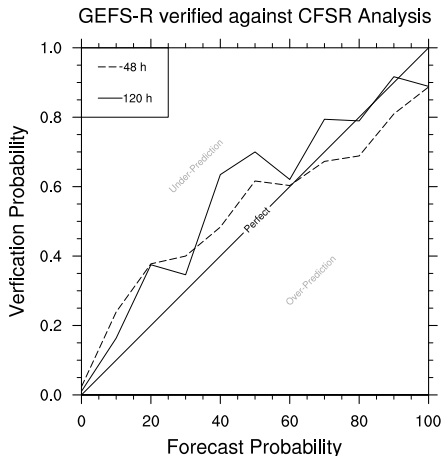 GEFS-R verified against CFSR Analysis
1.0
0.8
0.6
0.4
0.2
0.0
Verfication Probability
48 h
120 h
Under-Prediction
Perfect
Over-Prediction
0 20 40 60 80 100
Forecast Probability